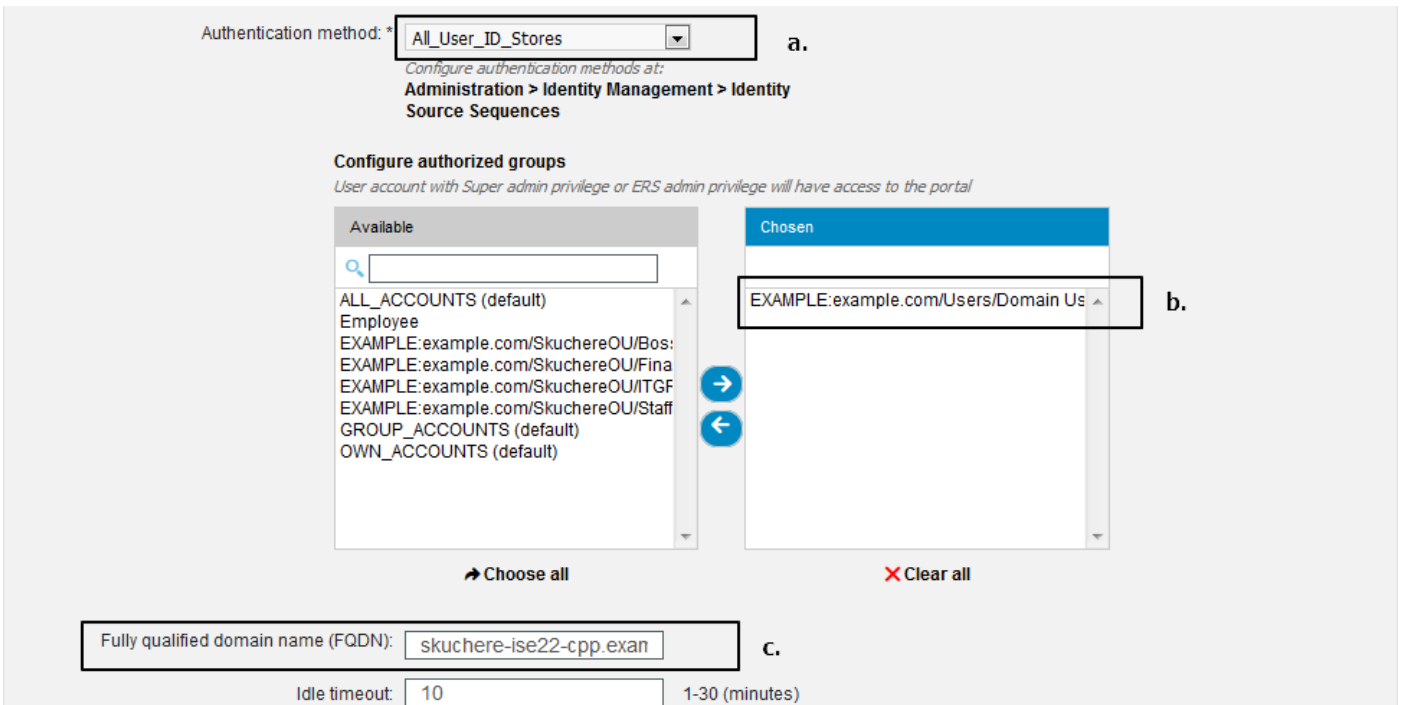 Authentication method: * All_User_ID_Stores a.
Configure authentication methods at:
Administration > Identity Management > Identity
Source Sequences
Configure authorized groups
User account with Super admin privilege or ERS admin privilege will have access to the portal
Available
Chosen
ALL_ACCOUNTS (default)
Employee
EXAMPLE:example.com/SkuchereOU/Bos
EXAMPLE:example.com/SkuchereOU/Fina
EXAMPLE:example.com/SkuchereOU/ITGF
EXAMPLE:example.com/SkuchereOU/Staff
GROUP_ACCOUNTS (default)
OWN_ACCOUNTS (default)
EXAMPLE:example.com/Users/Domain Us b.
Choose all
Clear all
Fully qualified domain name (FQDN): skuchere-ise22-cpp.exam c.
Idle timeout: 10 1-30 (minutes)